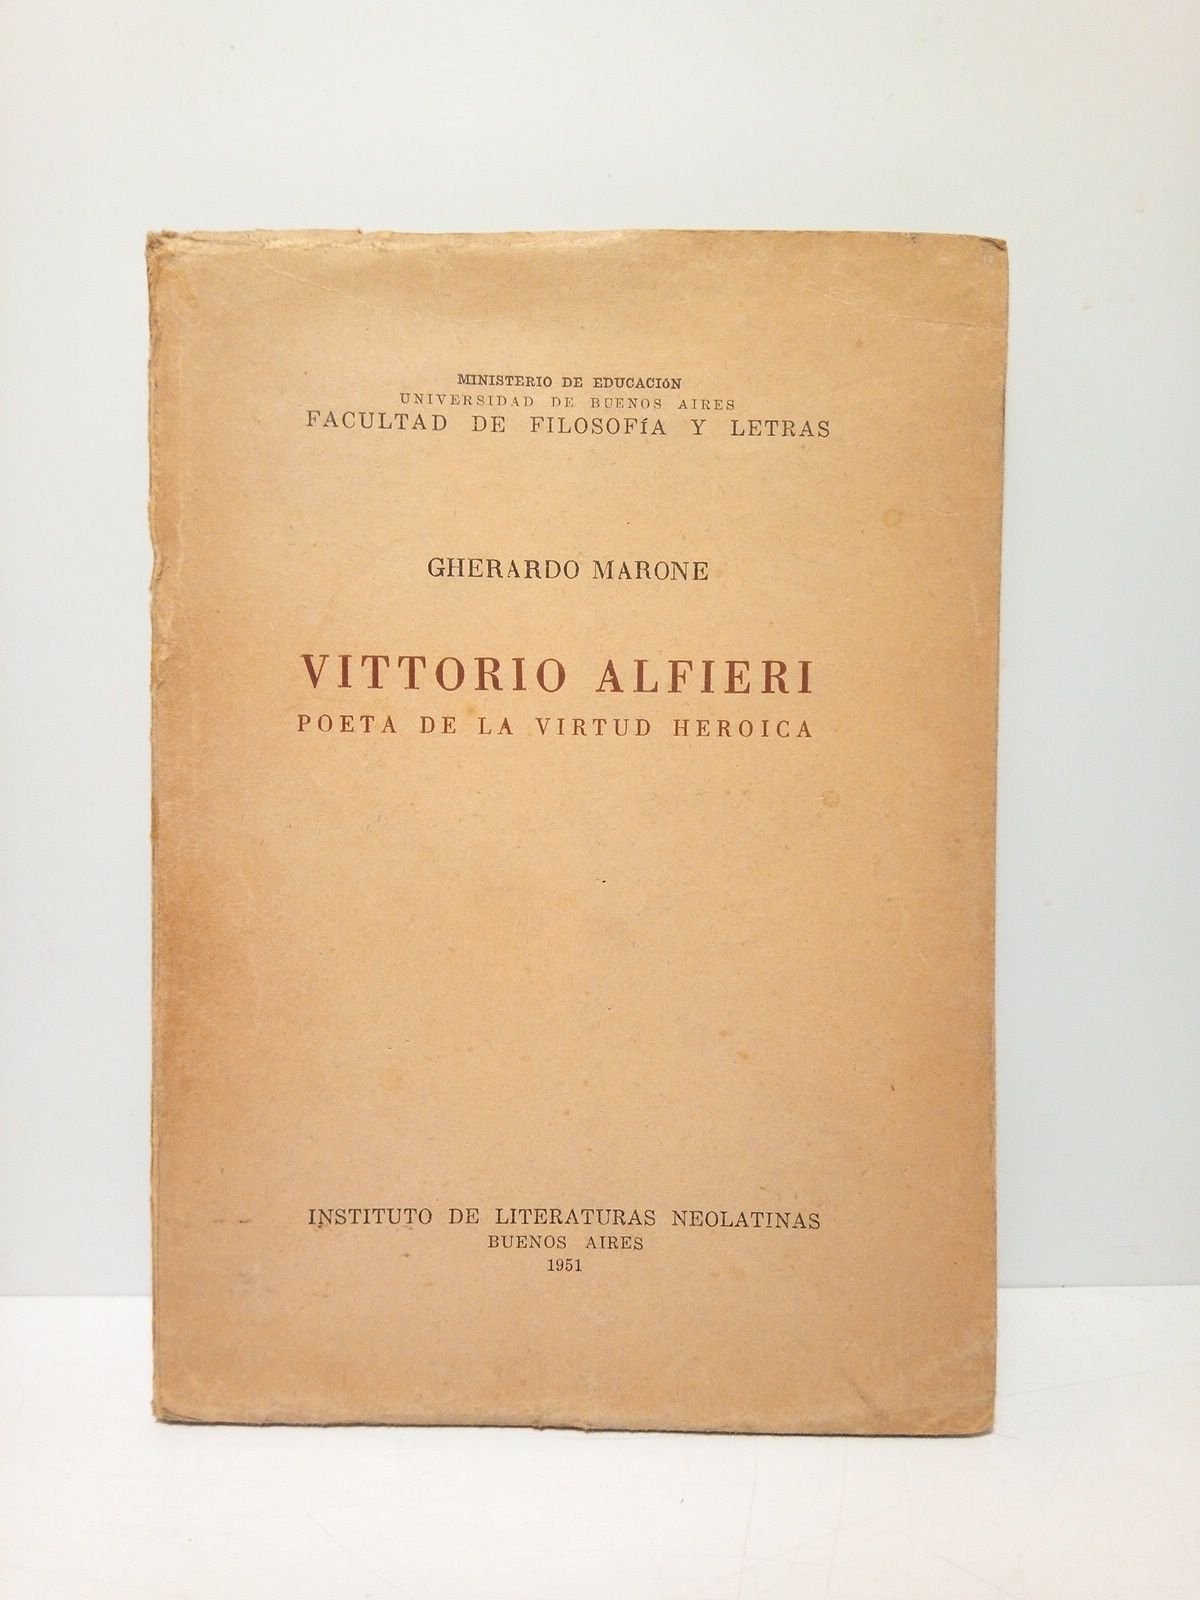 MINISTERIO DE EDUCACIóN
UNIVERSIDAD DE BUENOS AIRES
FACULTAD DE FILOSOFíA Y LETRAS
GHERARDO MARONE
VITTORIO ALFIERI
POETA DE LA VIRTUD HEROICA
INSTITUTO DE LITERATURAS NEOLATINAS
BUENOS AIRES
1951